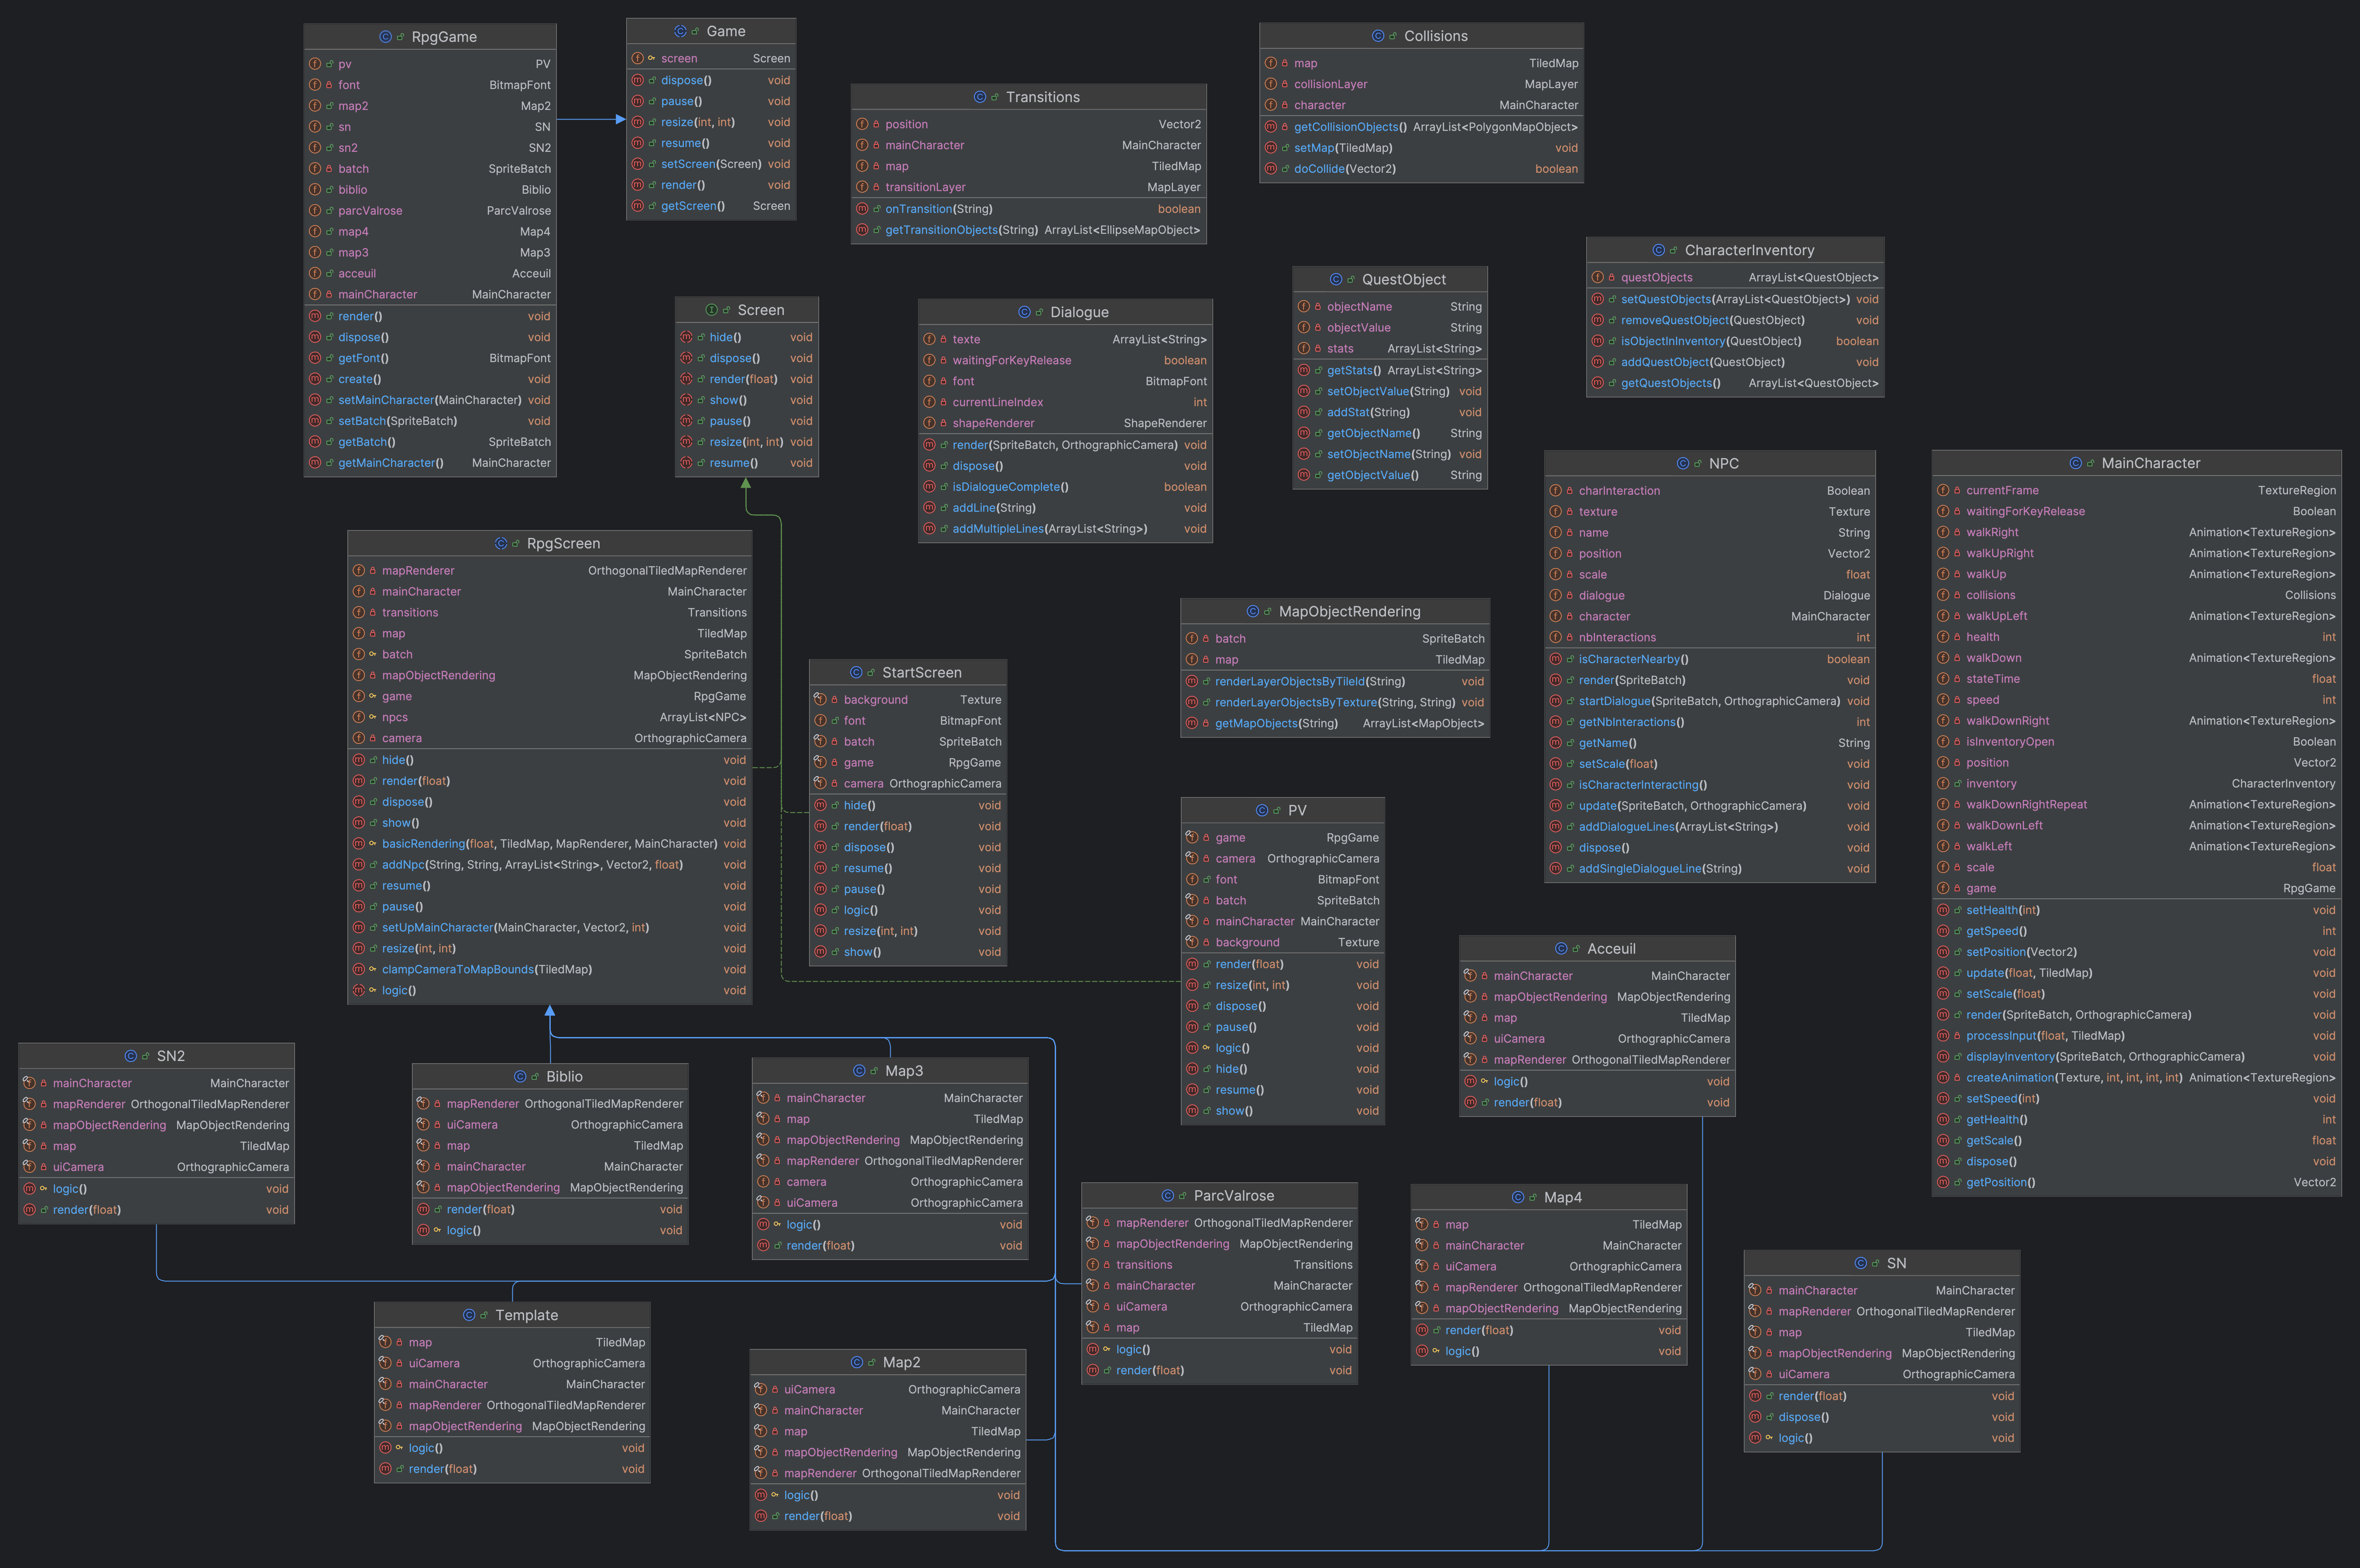 RpgGame
pv PV
font BitmapFont
map2 Map2
sn SN
sn2 SN2
batch SpriteBatch
biblio Biblio
parcValrose ParcValrose
map4 Map4
map3 Map3
acceuil Acceuil
mainCharacter MainCharacter
render() void
dispose() void
getFont() BitmapFont
create() void
setMainCharacter(MainCharacter) void
setBatch(SpriteBatch) void
getBatch() SpriteBatch
getMainCharacter() MainCharacter
Game
screen Screen
dispose() void
pause() void
resize(int, int) void
resume() void
setScreen(Screen) void
render() void
getScreen() Screen
Transitions
position Vector2
mainCharacter MainCharacter
map TiledMap
transitionLayer MapLayer
onTransition(String) boolean
getTransitionObjects(String) ArrayList<EllipseMapObject>
Collisions
map TiledMap
collisionLayer MapLayer
character MainCharacter
getCollisionObjects() ArrayList<PolygonMapObject>
setMap(TiledMap) void
doCollide(Vector2) boolean
CharacterInventory
questObjects ArrayList<QuestObject>
setQuestObjects(ArrayList<QuestObject>) void
removeQuestObject(QuestObject) void
isObjectInInventory(QuestObject) boolean
addQuestObject(QuestObject) void
getQuestObjects() ArrayList<QuestObject>
QuestObject
objectName String
objectValue String
stats ArrayList<String>
getStats() ArrayList<String>
setObjectValue(String) void
addStat(String) void
getObjectName() String
setObjectName(String) void
getObjectValue() String
Screen
hide() void
dispose() void
render(float) void
show() void
pause() void
resize(int, int) void
resume() void
Dialogue
texte ArrayList<String>
waitingForKeyRelease boolean
font BitmapFont
currentLineIndex int
shapeRenderer ShapeRenderer
render(SpriteBatch, OrthographicCamera) void
dispose() void
isDialogueComplete() boolean
addLine(String) void
addMultipleLines(ArrayList<String>) void
NPC
charInteraction Boolean
texture Texture
name String
position Vector2
scale float
dialogue Dialogue
character MainCharacter
nbInteractions int
isCharacterNearby() boolean
render(SpriteBatch) void
startDialogue(SpriteBatch, OrthographicCamera) void
getNbInteractions() int
getName() String
setScale(float) void
isCharacterInteracting() void
update(SpriteBatch, OrthographicCamera) void
addDialogueLines(ArrayList<String>) void
dispose() void
addSingleDialogueLine(String) void
MainCharacter
currentFrame TextureRegion
waitingForKeyRelease Boolean
walkRight Animation<TextureRegion>
walkUpRight Animation<TextureRegion>
walkUp Animation<TextureRegion>
collisions Collisions
walkUpLeft Animation<TextureRegion>
health int
walkDown Animation<TextureRegion>
stateTime float
speed int
walkDownRight Animation<TextureRegion>
isInventoryOpen Boolean
position Vector2
inventory CharacterInventory
walkDownRightRepeat Animation<TextureRegion>
walkDownLeft Animation<TextureRegion>
walkLeft Animation<TextureRegion>
scale float
game RpgGame
setHealth(int) void
getSpeed() int
setPosition(Vector2) void
update(float, TiledMap) void
setScale(float) void
render(SpriteBatch, OrthographicCamera) void
processInput(float, TiledMap) void
displayInventory(SpriteBatch, OrthographicCamera) void
createAnimation(Texture, int, int, int, int) Animation<TextureRegion>
setSpeed(int) void
getHealth() int
getScale() float
dispose() void
getPosition() Vector2
RpgScreen
mapRenderer OrthogonalTiledMapRenderer
mainCharacter MainCharacter
transitions Transitions
map TiledMap
batch SpriteBatch
mapObjectRendering MapObjectRendering
game RpgGame
npcs ArrayList<NPC>
camera OrthographicCamera
hide() void
render(float) void
dispose() void
show() void
basicRendering(float, TiledMap, MapRenderer, MainCharacter) void
addNpc(String, String, ArrayList<String>, Vector2, float) void
resume() void
pause() void
setUpMainCharacter(MainCharacter, Vector2, int) void
resize(int, int) void
clampCameraToMapBounds(TiledMap) void
logic() void
StartScreen
background Texture
font BitmapFont
batch SpriteBatch
game RpgGame
camera OrthographicCamera
hide() void
render(float) void
dispose() void
resume() void
pause() void
logic() void
resize(int, int) void
show() void
MapObjectRendering
batch SpriteBatch
map TiledMap
renderLayerObjectsByTileId(String) void
renderLayerObjectsByTexture(String, String) void
getMapObjects(String) ArrayList<MapObject>
PV
game RpgGame
camera OrthographicCamera
font BitmapFont
batch SpriteBatch
mainCharacter MainCharacter
background Texture
render(float) void
resize(int, int) void
dispose() void
pause() void
logic() void
hide() void
resume() void
show() void
Acceuil
mainCharacter MainCharacter
mapObjectRendering MapObjectRendering
map TiledMap
uiCamera OrthographicCamera
mapRenderer OrthogonalTiledMapRenderer
logic() void
render(float) void
SN2
mainCharacter MainCharacter
mapRenderer OrthogonalTiledMapRenderer
mapObjectRendering MapObjectRendering
map TiledMap
uiCamera OrthographicCamera
logic() void
render(float) void
Biblio
mapRenderer OrthogonalTiledMapRenderer
uiCamera OrthographicCamera
map TiledMap
mainCharacter MainCharacter
mapObjectRendering MapObjectRendering
render(float) void
logic() void
Map3
mainCharacter MainCharacter
map TiledMap
mapObjectRendering MapObjectRendering
mapRenderer OrthogonalTiledMapRenderer
camera OrthographicCamera
uiCamera OrthographicCamera
logic() void
render(float) void
ParcValrose
mapRenderer OrthogonalTiledMapRenderer
mapObjectRendering MapObjectRendering
transitions Transitions
mainCharacter MainCharacter
uiCamera OrthographicCamera
map TiledMap
logic() void
render(float) void
Map4
map TiledMap
mainCharacter MainCharacter
uiCamera OrthographicCamera
mapRenderer OrthogonalTiledMapRenderer
mapObjectRendering MapObjectRendering
render(float) void
logic() void
SN
mainCharacter MainCharacter
mapRenderer OrthogonalTiledMapRenderer
map TiledMap
mapObjectRendering MapObjectRendering
uiCamera OrthographicCamera
render(float) void
dispose() void
logic() void
Template
map TiledMap
uiCamera OrthographicCamera
mainCharacter MainCharacter
mapRenderer OrthogonalTiledMapRenderer
mapObjectRendering MapObjectRendering
logic() void
render(float) void
Map2
uiCamera OrthographicCamera
mainCharacter MainCharacter
map TiledMap
mapObjectRendering MapObjectRendering
mapRenderer OrthogonalTiledMapRenderer
logic() void
render(float) void